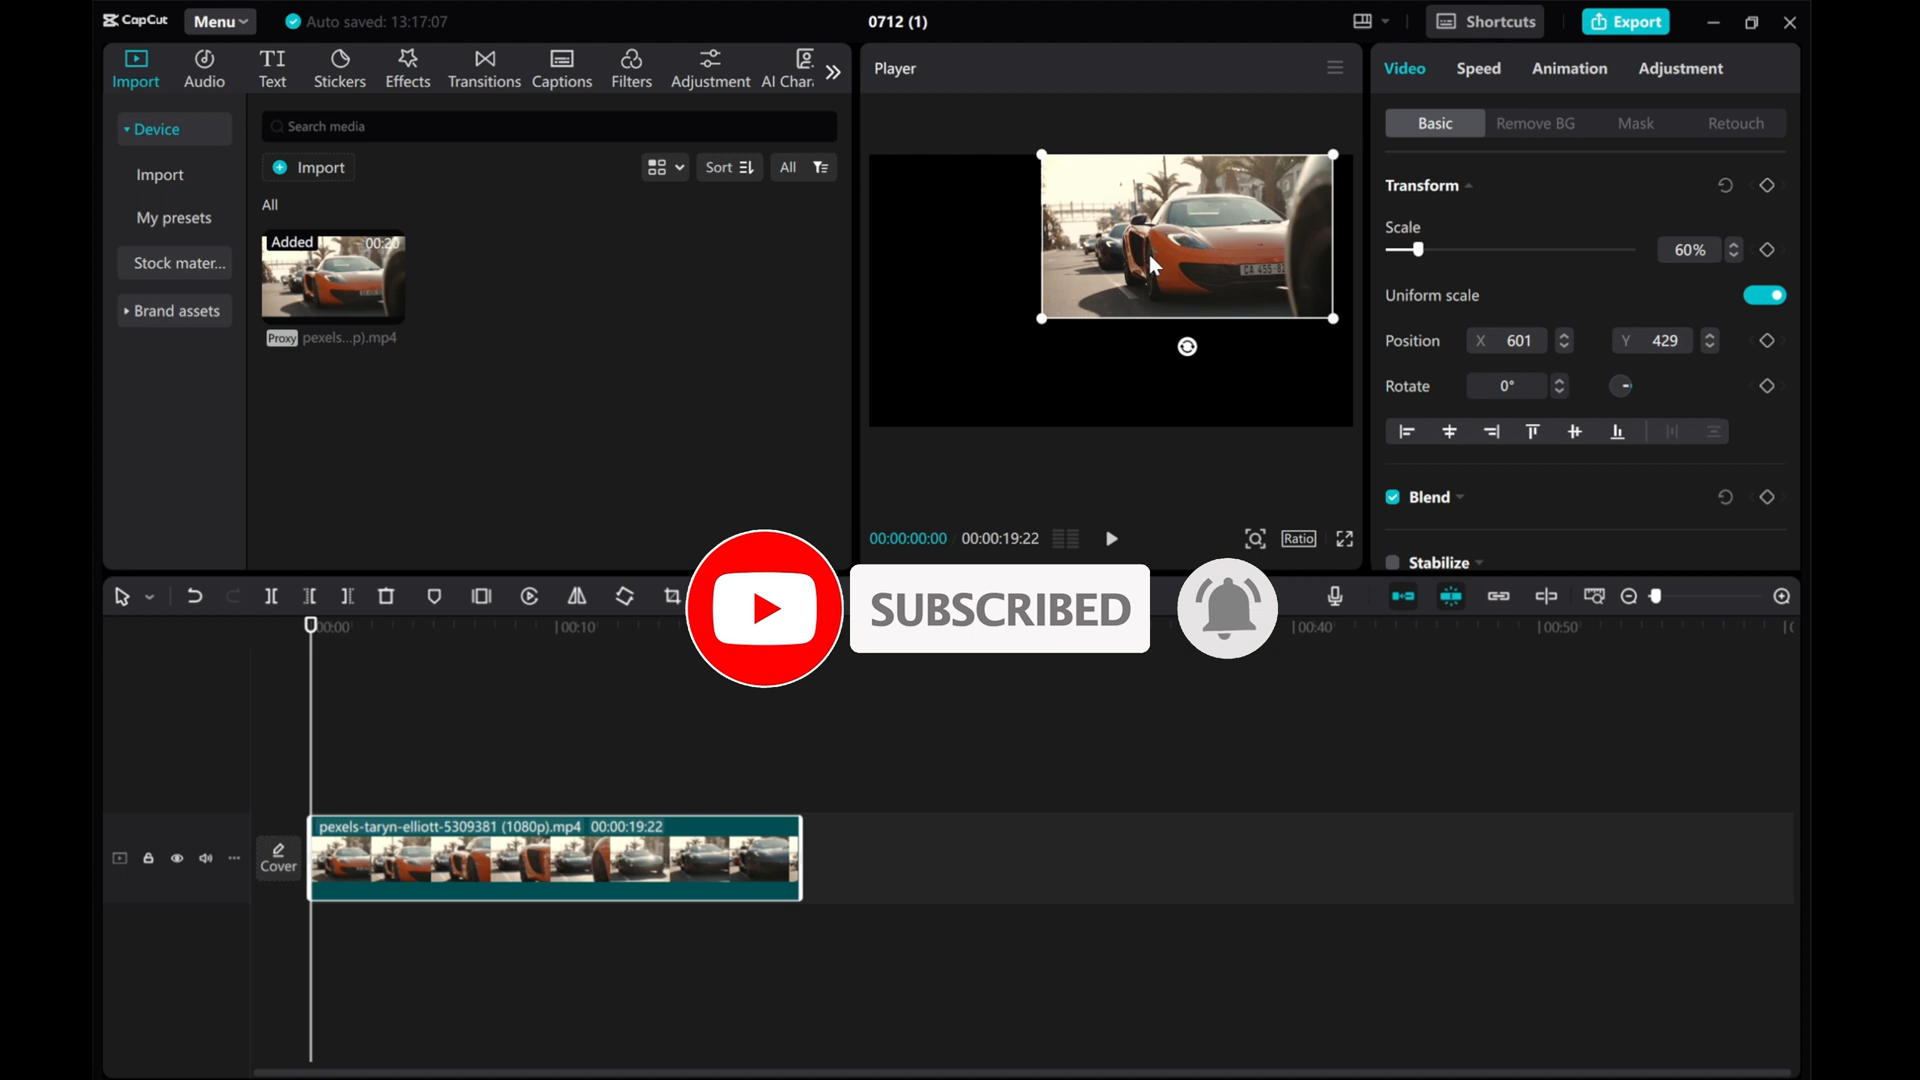 CapCut
Menu
Auto saved: 13:17:07
0712 (1)
Shortcuts
Export
Import
Audio
TI
Text
Stickers
Effects
Transitions
Captions
Filters
Adjustment
AI Char
Player
Video
Speed
Animation
Adjustment
Device
Search media
Basic
Remove BG
Mask
Retouch
Import
Import
Sort
All
My presets
All
Transform
Stock mater...
Added
00:20
Scale
60%
Brand assets
Uniform scale
Proxy
pexels...p).mp4
Position
X
601
Y
429
Rotate
0°
Blend
00:00:00:00
00:00:19:22
Ratio
Stabilize
SUBSCRIBED
00:00
00:10
00:40
00:50
pexels-taryn-elliott-5309381 (1080p).mp4
00:00:19:22
Cover